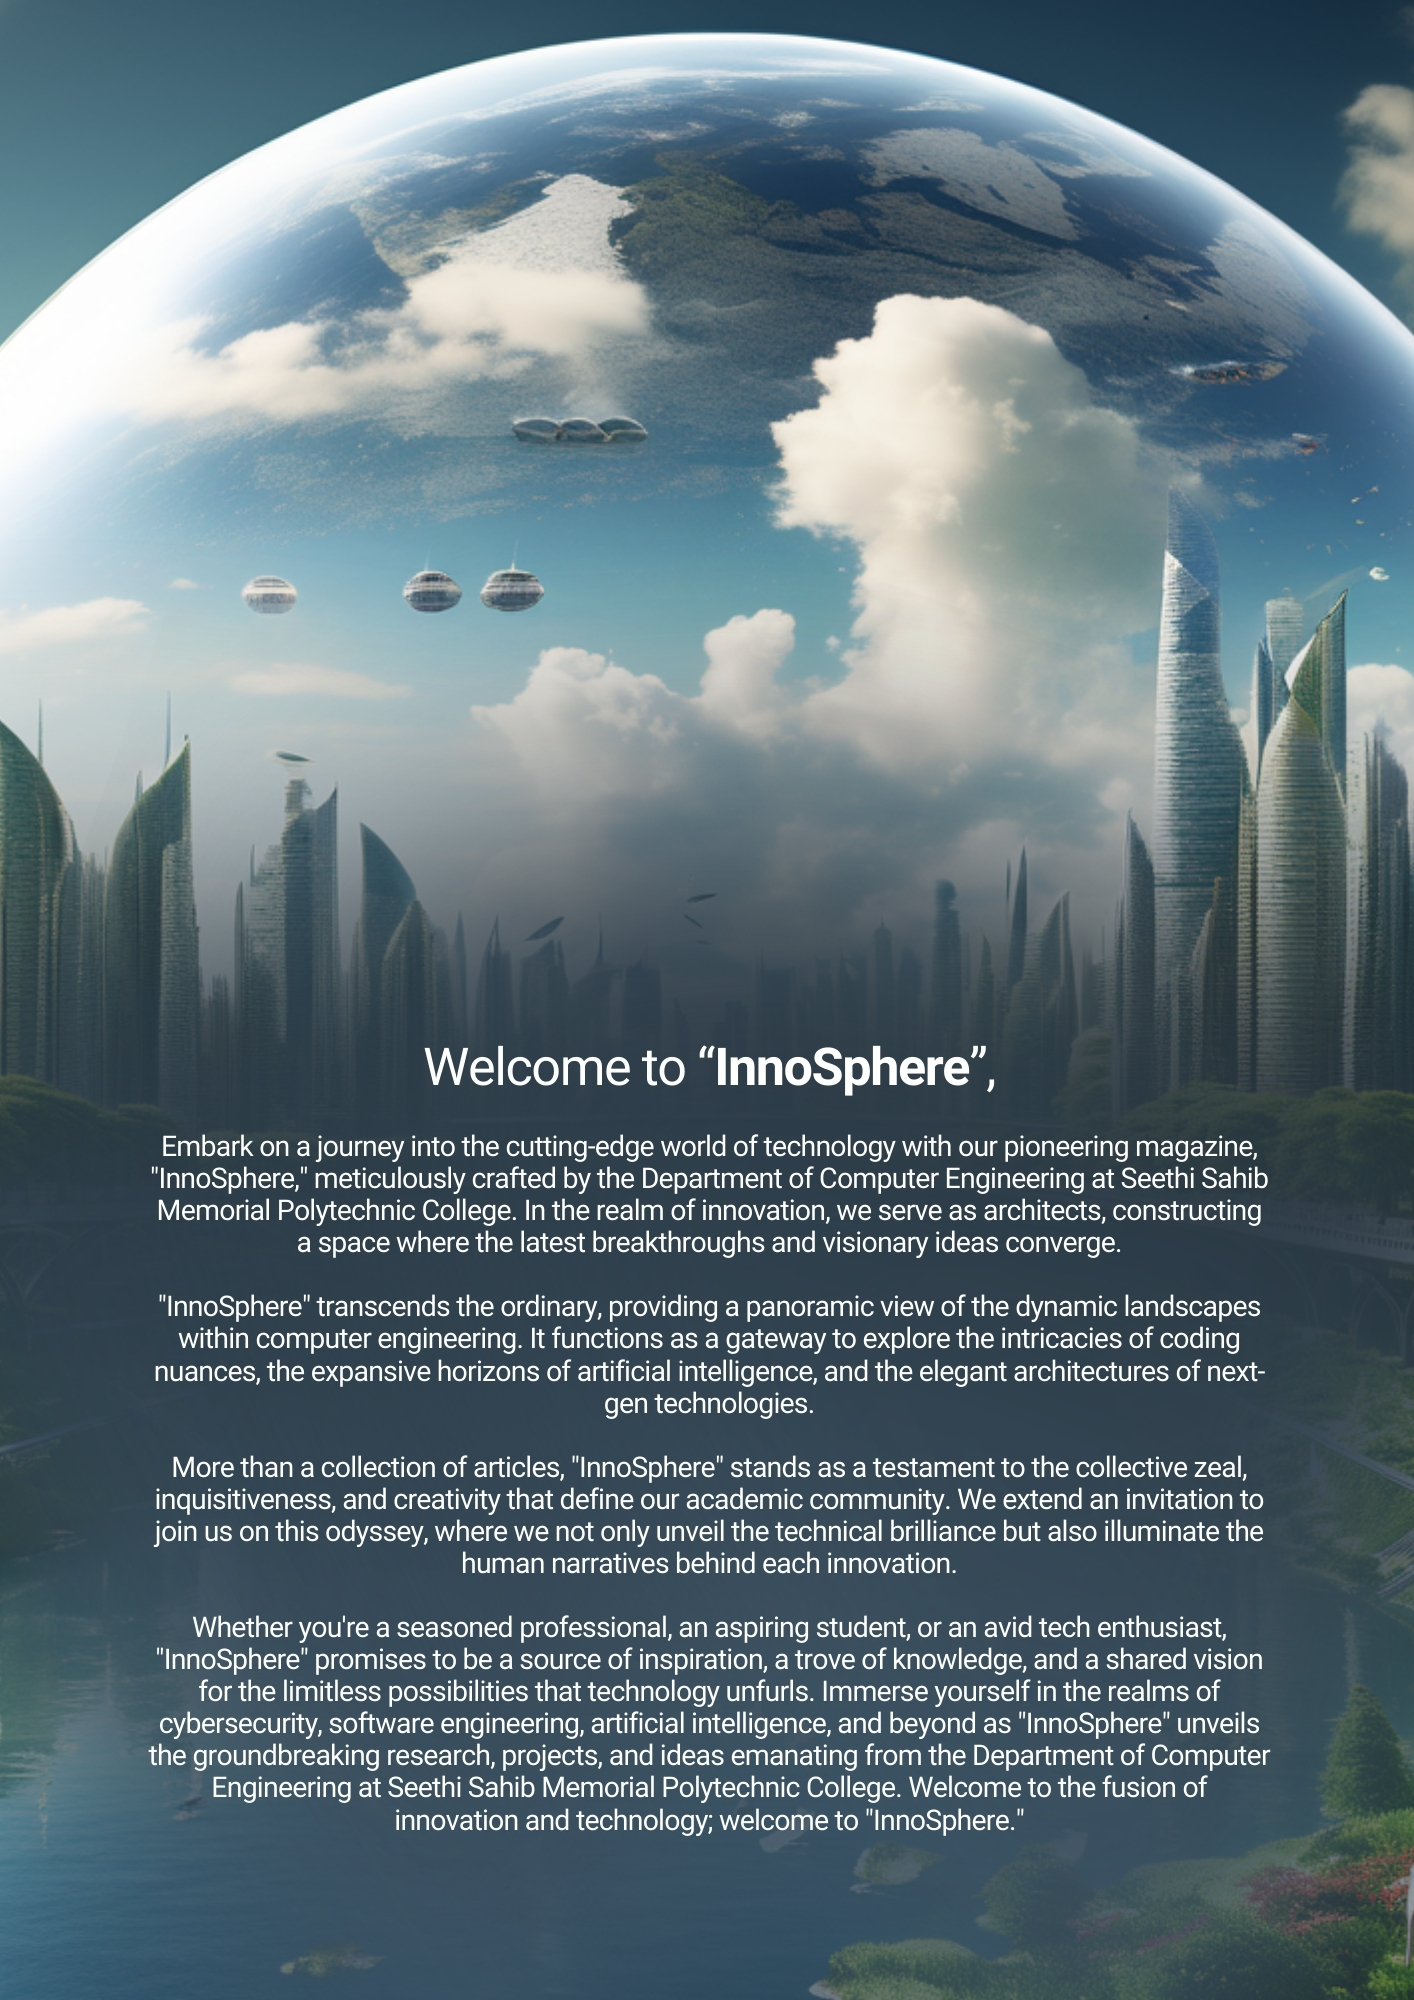 Welcome to “InnoSphere”,
Embark on a journey into the cutting-edge world of technology with our pioneering magazine,
"InnoSphere," meticulously crafted by the Department of Computer Engineering at Seethi Sahib
Memorial Polytechnic College. In the realm of innovation, we serve as architects, constructing
a space where the latest breakthroughs and visionary ideas converge.
"InnoSphere" transcends the ordinary, providing a panoramic view of the dynamic landscapes
within computer engineering. It functions as a gateway to explore the intricacies of coding
nuances, the expansive horizons of artificial intelligence, and the elegant architectures of next-
gen technologies.
More than a collection of articles, "InnoSphere" stands as a testament to the collective zeal,
inquisitiveness, and creativity that define our academic community. We extend an invitation to
join us on this odyssey, where we not only unveil the technical brilliance but also illuminate the
human narratives behind each innovation.
Whether you're a seasoned professional, an aspiring student, or an avid tech enthusiast,
"InnoSphere" promises to be a source of inspiration, a trove of knowledge, and a shared vision
for the limitless possibilities that technology unfurls. Immerse yourself in the realms of
cybersecurity, software engineering, artificial intelligence, and beyond as "InnoSphere" unveils
the groundbreaking research, projects, and ideas emanating from the Department of Computer
Engineering at Seethi Sahib Memorial Polytechnic College. Welcome to the fusion of
innovation and technology; welcome to "InnoSphere."